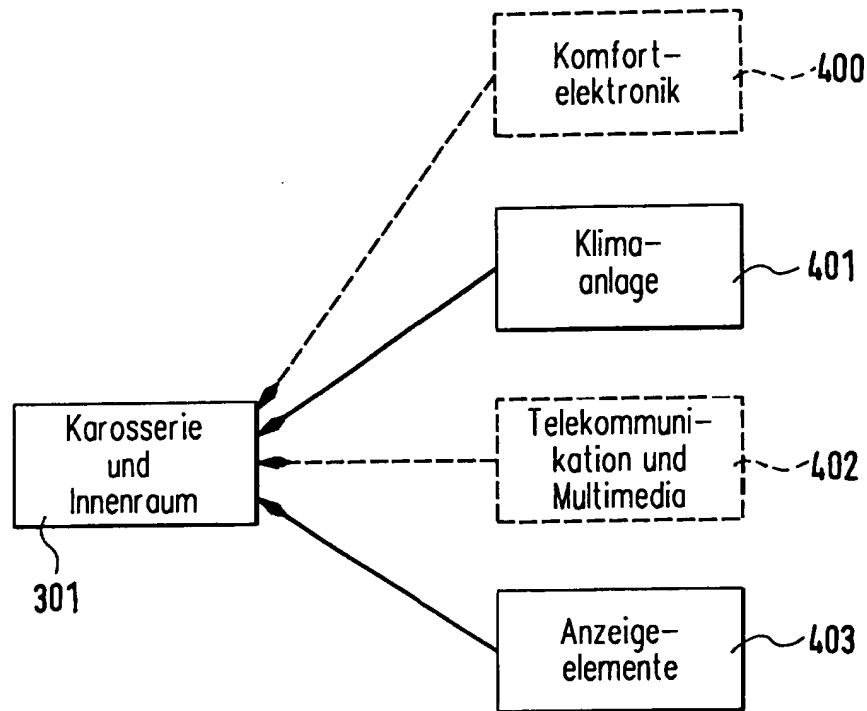 Komfort-
elektronik
400
Klima-
anlage
401
Karosserie
und
Innenraum
301
Telekommuni-
kation und
Multimedia
402
Anzeige-
elemente
403